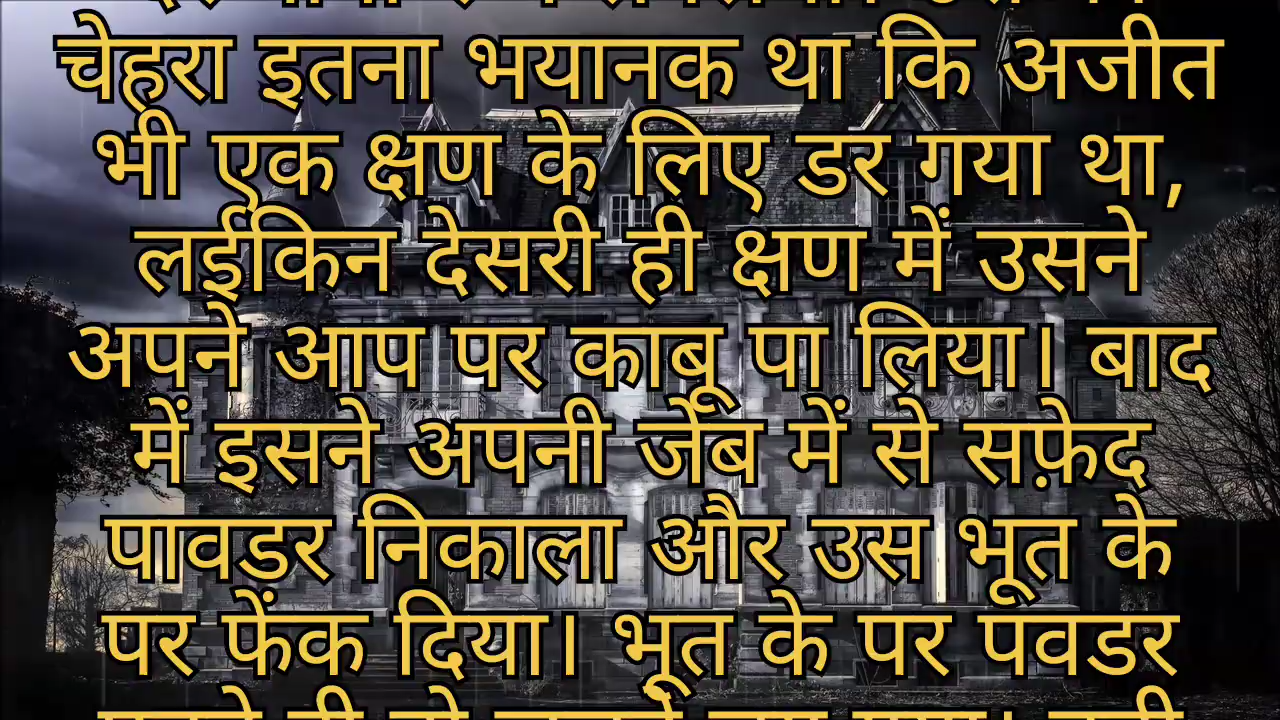 चेहरा इतना भयानक था कि अजीत
भी एक क्षण के लिए डर गया था,
लईकिन देसरी ही क्षण में उसने
अपने आप पर काबू पा लिया। बाद
में इसने अपनी जेब में से सफ़ेद
पावडर निकाला और उस भूत के
पर फेंक दिया। भूत के पर पवडर